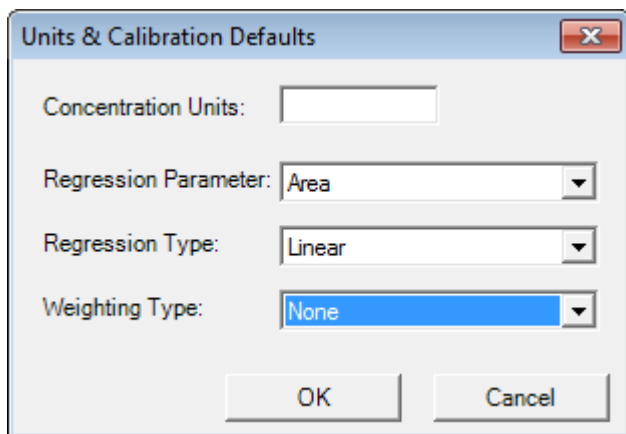 Units & Calibration Defaults
Concentration Units:
Regression Parameter: Area
Regression Type: Linear
Weighting Type: None
OK Cancel